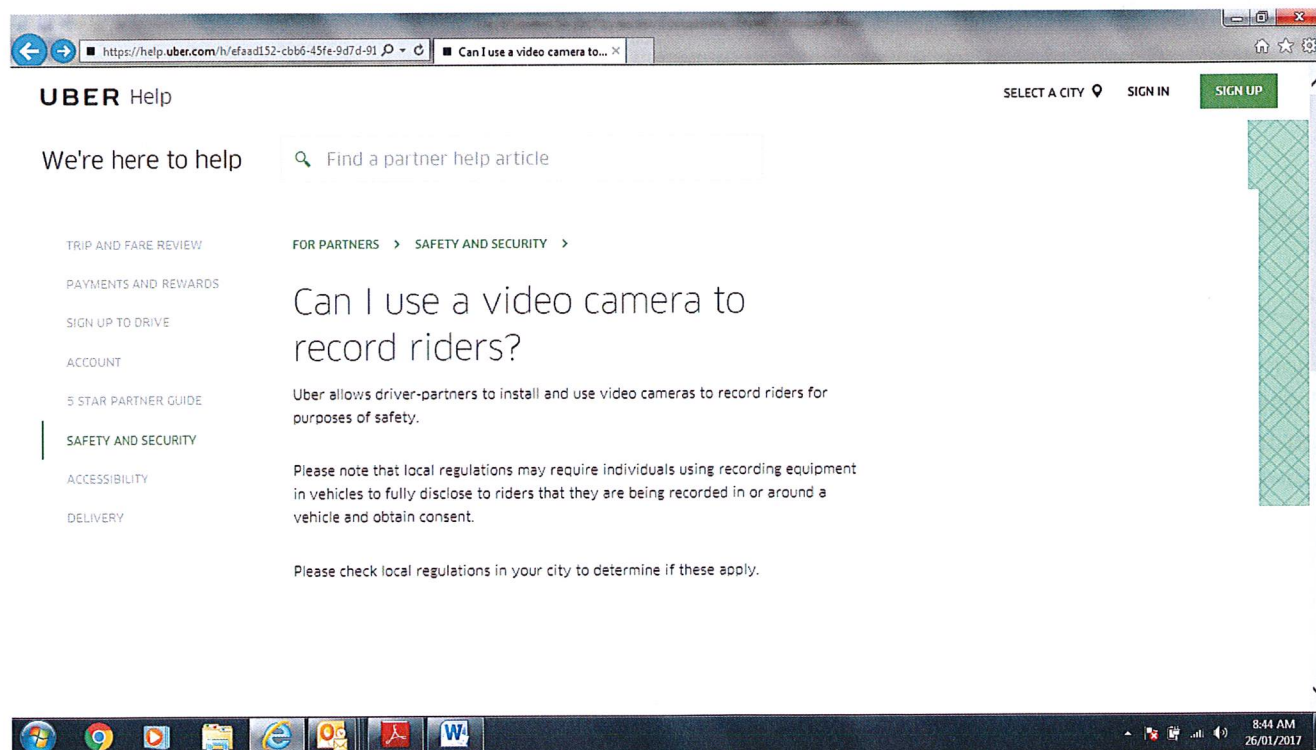 https://help.uber.com/h/efaad152-cbb6-45fe-9d7d-91
Can I use a video camera to...
UBER Help
SELECT A CITY
SIGN IN
SIGN UP
We're here to help
Find a partner help article
TRIP AND FARE REVIEW
PAYMENTS AND REWARDS
SIGN UP TO DRIVE
ACCOUNT
5 STAR PARTNER GUIDE
SAFETY AND SECURITY
ACCESSIBILITY
DELIVERY
FOR PARTNERS > SAFETY AND SECURITY >
Can I use a video camera to
record riders?
Uber allows driver-partners to install and use video cameras to record riders for
purposes of safety.
Please note that local regulations may require individuals using recording equipment
in vehicles to fully disclose to riders that they are being recorded in or around a
vehicle and obtain consent.
Please check local regulations in your city to determine if these apply.
8:44 AM
26/01/2017